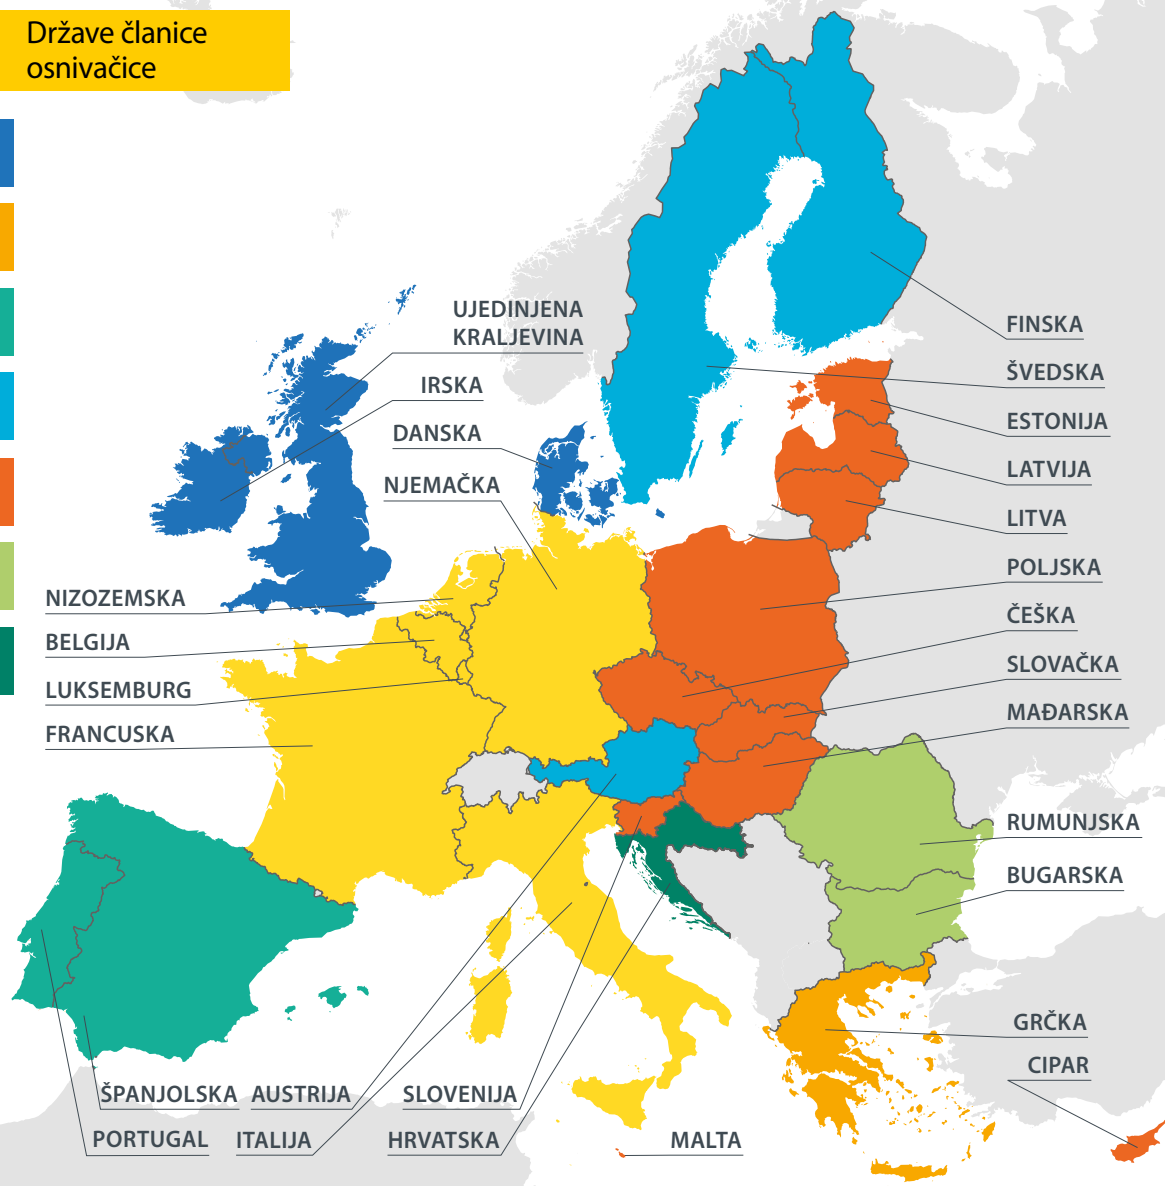 Države članice
osnivačice
UJEDINJENA
KRALJEVINA
IRSKA
DANSKA
NJEMAČKA
NIZOZEMSKA
BELGIJA
LUKSEMBURG
FRANCUSKA
FINSKA
ŠVEDSKA
ESTONIJA
LATVIJA
LITVA
POLJSKA
ČEŠKA
SLOVAČKA
MAĐARSKA
RUMUNJSKA
BUGARSKA
GRČKA
CIPAR
ŠPANJOLSKA
AUSTRIJA
SLOVENIJA
PORTUGAL
ITALIJA
HRVATSKA
MALTA